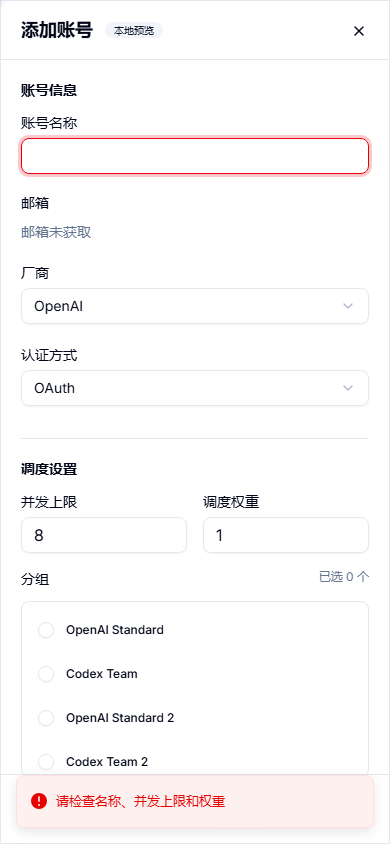 添加账号 本地预览
账号信息
账号名称
邮箱
邮箱未获取
厂商
OpenAI
认证方式
OAuth
调度设置
并发上限 调度权重
8 1
分组 已选 0 个
OpenAI Standard
Codex Team
OpenAI Standard 2
Codex Team 2
请检查名称、并发上限和权重